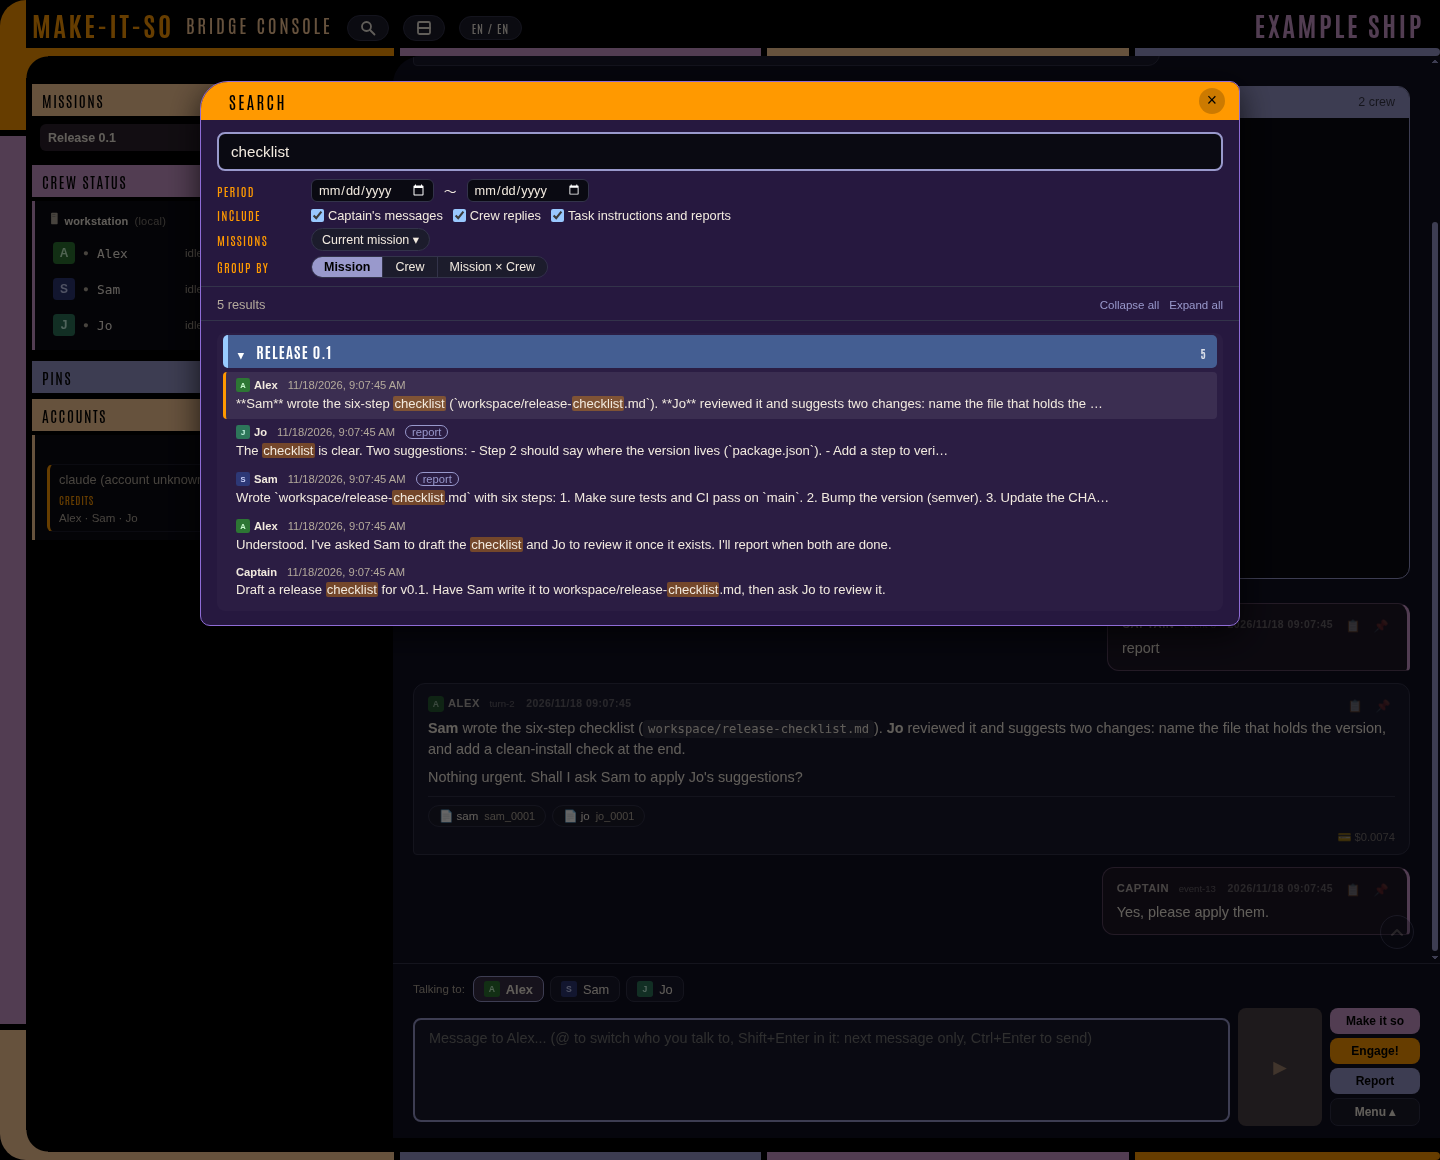 MAKE-IT-SO BRIDGE CONSOLE EN / EN EXAMPLE SHIP
MISSIONS
Release 0.1
CREW STATUS
workstation (local)
A Alex idle
S Sam idle
J Jo idle
PINS
ACCOUNTS
claude (account unknown
CREDITS
Alex · Sam · Jo
2 crew
SEARCH ×
checklist
PERIOD mm/dd/yyyy ～ mm/dd/yyyy
INCLUDE Captain's messages Crew replies Task instructions and reports
MISSIONS Current mission ▾
GROUP BY Mission Crew Mission × Crew
5 results Collapse all Expand all
▼ RELEASE 0.1 5
A Alex 11/18/2026, 9:07:45 AM
**Sam** wrote the six-step checklist (`workspace/release-checklist.md`). **Jo** reviewed it and suggests two changes: name the file that holds the …
J Jo 11/18/2026, 9:07:45 AM report
The checklist is clear. Two suggestions: - Step 2 should say where the version lives (`package.json`). - Add a step to veri…
S Sam 11/18/2026, 9:07:45 AM report
Wrote `workspace/release-checklist.md` with six steps: 1. Make sure tests and CI pass on `main`. 2. Bump the version (semver). 3. Update the CHA…
A Alex 11/18/2026, 9:07:45 AM
Understood. I've asked Sam to draft the checklist and Jo to review it once it exists. I'll report when both are done.
Captain 11/18/2026, 9:07:45 AM
Draft a release checklist for v0.1. Have Sam write it to workspace/release-checklist.md, then ask Jo to review it.
CAPTAIN 2026/11/18 09:07:45
report
A ALEX turn-2 2026/11/18 09:07:45
Sam wrote the six-step checklist ( workspace/release-checklist.md ). Jo reviewed it and suggests two changes: name the file that holds the version,
and add a clean-install check at the end.
Nothing urgent. Shall I ask Sam to apply Jo's suggestions?
sam sam_0001 jo jo_0001
$0.0074
CAPTAIN event-13 2026/11/18 09:07:45
Yes, please apply them.
Talking to: A Alex S Sam J Jo
Message to Alex... (@ to switch who you talk to, Shift+Enter in it: next message only, Ctrl+Enter to send)
Make it so
Engage!
Report
Menu ▴